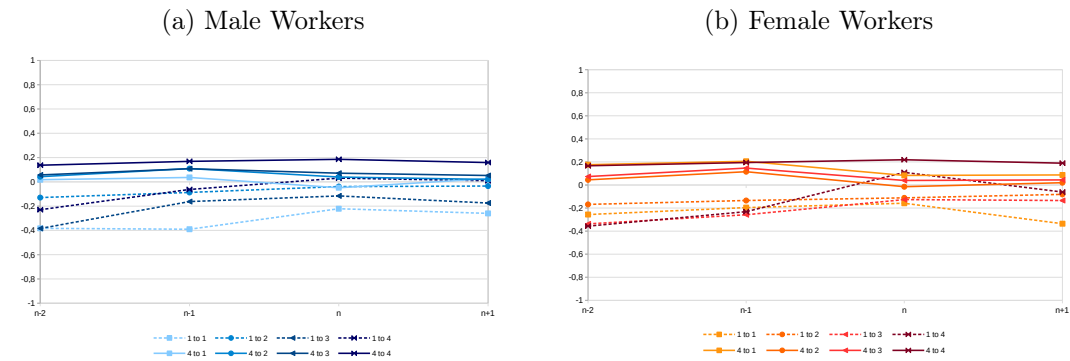 (a) Male Workers
1
0,8
0,6
0,4
0,2
0
-0,2
-0,4
-0,6
-0,8
-1
n-2 n-1 n n+1
1 to 1 1 to 2 1 to 3 1 to 4
4 to 1 4 to 2 4 to 3 4 to 4
(b) Female Workers
1
0,8
0,6
0,4
0,2
0
-0,2
-0,4
-0,6
-0,8
-1
n-2 n-1 n n+1
1 to 1 1 to 2 1 to 3 1 to 4
4 to 1 4 to 2 4 to 3 4 to 4